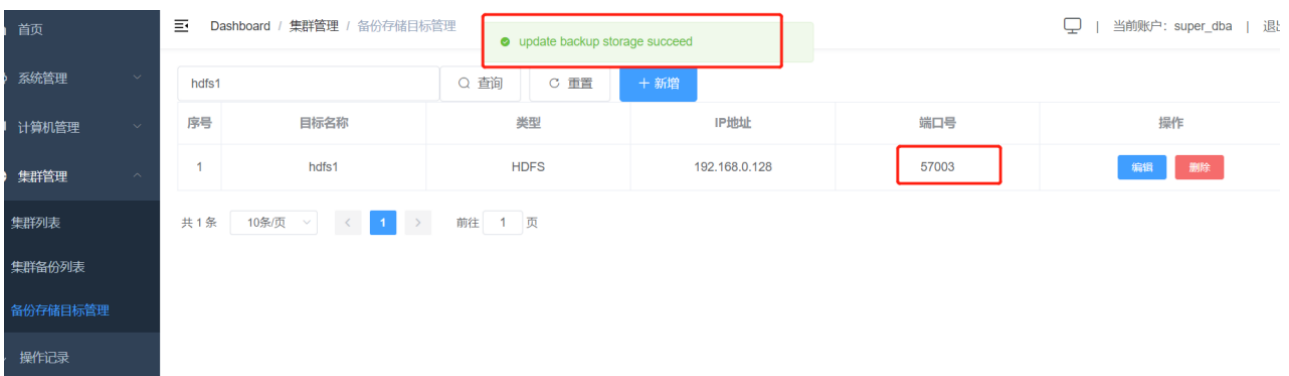 首页
Dashboard / 集群管理 / 备份存储目标管理
update backup storage succeed
| 当前账户：super_dba |
系统管理
hdfs1 查询 重置 + 新增
计算机管理
序号 目标名称 类型 IP地址 端口号 操作
集群管理
1 hdfs1 HDFS 192.168.0.128 57003 编辑 删除
集群列表
共 1 条 10条/页 < 1 > 前往 1 页
集群备份列表
备份存储目标管理
操作记录